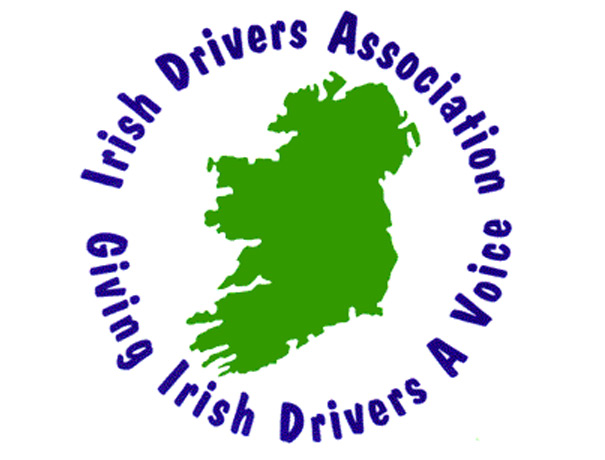 Irish Drivers Association
Giving Irish Drivers A Voice